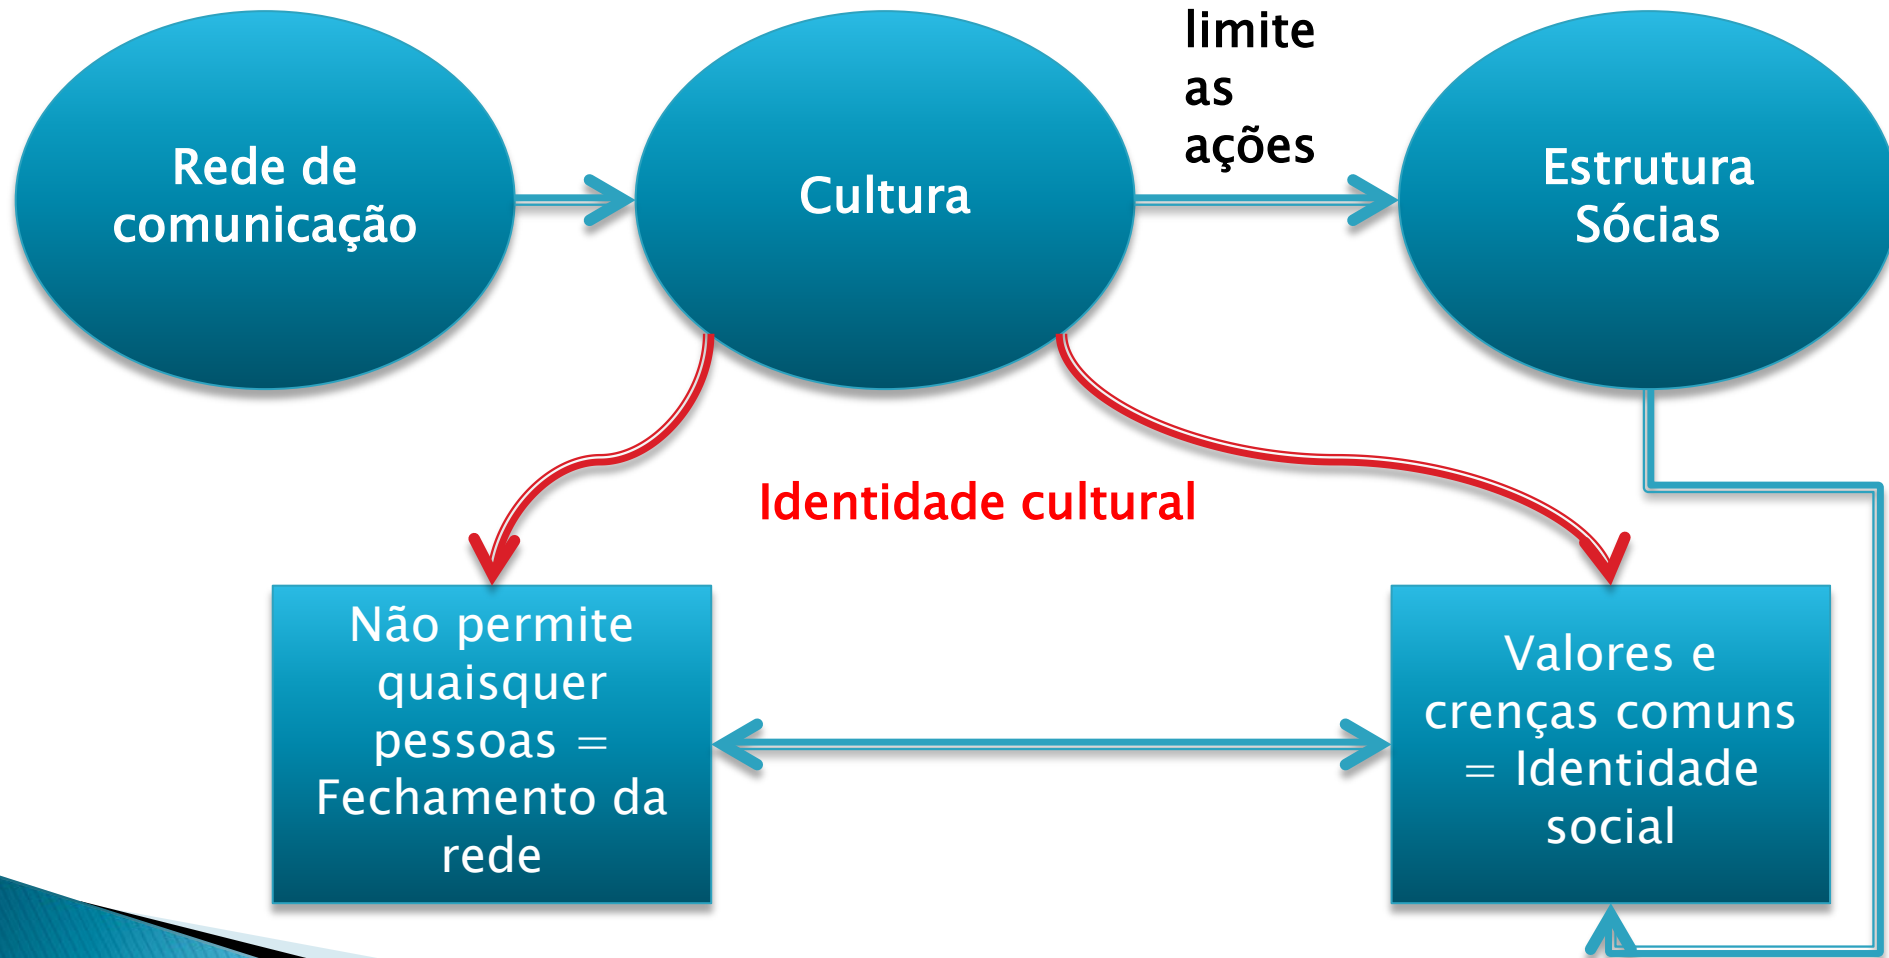 limite
as
ações
Rede de
comunicação
Cultura
Estrutura
Sócias
Identidade cultural
Não permite
quaisquer
pessoas =
Fechamento da
rede
Valores e
crenças comuns
= Identidade
social